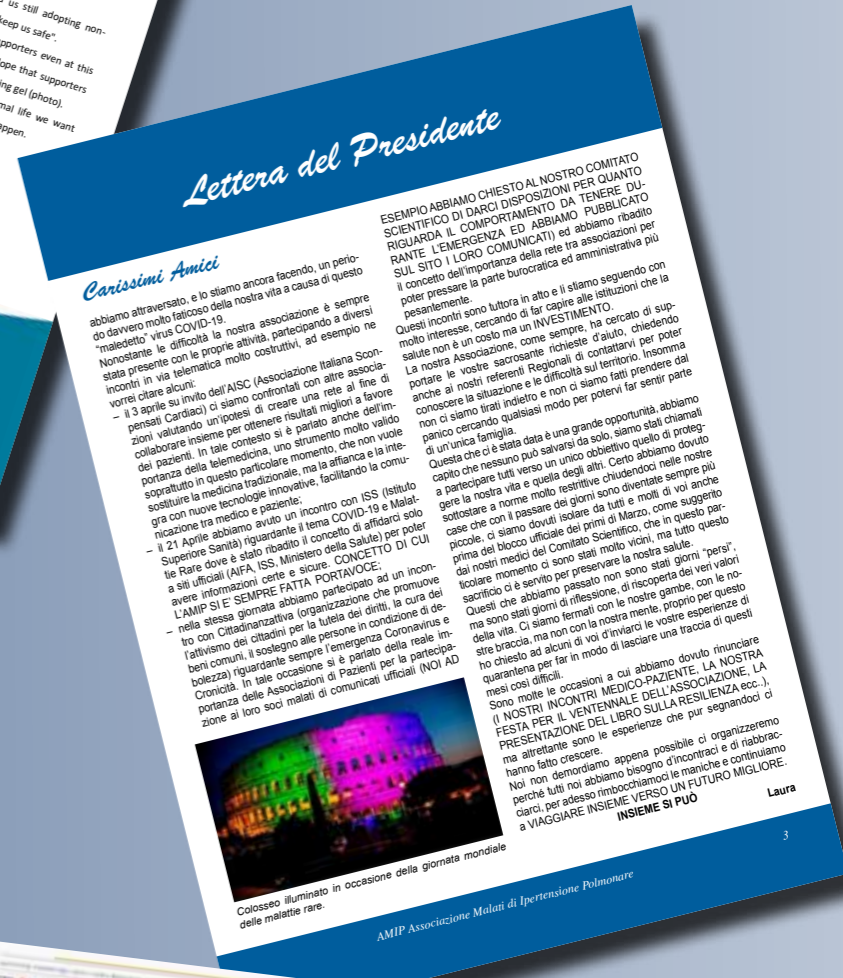 us still adopting non-
keep us safe".
pporters even at this
ope that supporters
ing gel (photo).
mal life we want
appen.
Lettera del Presidente
Carissimi Amici
abbiamo attraversato, e lo stiamo ancora facendo, un perio-
do davvero molto faticoso della nostra vita a causa di questo
“maledetto” virus COVID-19.
Nonostante le difficoltà la nostra associazione è sempre
stata presente con le proprie attività, partecipando a diversi
incontri in via telematica molto costruttivi, ad esempio ne
vorrei citare alcuni:
– il 3 aprile su invito dell’AISC (Associazione Italiana Scon-
pensati Cardiaci) ci siamo confrontati con altre associa-
zioni valutando un’ipotesi di creare una rete al fine di
collaborare insieme per ottenere risultati migliori a favore
dei pazienti. In tale contesto si è parlato anche dell’im-
portanza della telemedicina, uno strumento molto valido
soprattutto in questo particolare momento, che non vuole
sostituire la medicina tradizionale, ma la affianca e la inte-
gra con nuove tecnologie innovative, facilitando la comu-
nicazione tra medico e paziente;
– il 21 Aprile abbiamo avuto un incontro con ISS (Istituto
Superiore Sanità) riguardante il tema COVID-19 e Malat-
tie Rare dove è stato ribadito il concetto di affidarci solo
a siti ufficiali (AIFA, ISS, Ministero della Salute) per poter
avere informazioni certe e sicure. CONCETTO DI CUI
L’AMIP SI E’ SEMPRE FATTA PORTAVOCE;
– nella stessa giornata abbiamo partecipato ad un incon-
tro con Cittadinanzattiva (organizzazione che promuove
l’attivismo dei cittadini per la tutela dei diritti, la cura dei
beni comuni, il sostegno alle persone in condizione di de-
bolezza) riguardante sempre l’emergenza Coronavirus e
Cronicità. In tale occasione si è parlato della reale im-
portanza delle Associazioni di Pazienti per la partecipa-
zione ai loro soci malati di comunicati ufficiali (NOI AD
Colosseo illuminato in occasione della giornata mondiale
delle malattie rare.
ESEMPIO ABBIAMO CHIESTO AL NOSTRO COMITATO
SCIENTIFICO DI DARCI DISPOSIZIONI PER QUANTO
RIGUARDA IL COMPORTAMENTO DA TENERE DU-
RANTE L’EMERGENZA ED ABBIAMO PUBBLICATO
SUL SITO I LORO COMUNICATI) ed abbiamo ribadito
il concetto dell’importanza della rete tra associazioni per
poter pressare la parte burocratica ed amministrativa più
pesantemente.
Questi incontri sono tuttora in atto e li stiamo seguendo con
molto interesse, cercando di far capire alle istituzioni che la
salute non è un costo ma un INVESTIMENTO.
La nostra Associazione, come sempre, ha cercato di sup-
portare le vostre sacrosante richieste d’aiuto, chiedendo
anche ai nostri referenti Regionali di contattarvi per poter
conoscere la situazione e le difficoltà sul territorio. Insomma
non ci siamo tirati indietro e non ci siamo fatti prendere dal
panico cercando qualsiasi modo per potervi far sentir parte
di un’unica famiglia.
Questa che ci è stata data è una grande opportunità, abbiamo
capito che nessuno può salvarsi da solo, siamo stati chiamati
a partecipare tutti verso un unico obbiettivo quello di proteg-
gere la nostra vita e quella degli altri. Certo abbiamo dovuto
sottostare a norme molto restrittive chiudendoci nelle nostre
case che con il passare dei giorni sono diventate sempre più
piccole, ci siamo dovuti isolare da tutti e molti di voi anche
prima del blocco ufficiale dei primi di Marzo, come suggerito
dai nostri medici del Comitato Scientifico, che in questo par-
ticolare momento ci sono stati molto vicini, ma tutto questo
sacrificio ci è servito per preservare la nostra salute.
Questi che abbiamo passato non sono stati giorni “persi”,
ma sono stati giorni di riflessione, di riscoperta dei veri valori
della vita. Ci siamo fermati con le nostre gambe, con le no-
stre braccia, ma non con la nostra mente, proprio per questo
ho chiesto ad alcuni di voi d’inviarci le vostre esperienze di
quarantena per far in modo di lasciare una traccia di questi
mesi così difficili.
Sono molte le occasioni a cui abbiamo dovuto rinunciare
(I NOSTRI INCONTRI MEDICO-PAZIENTE, LA NOSTRA
FESTA PER IL VENTENNALE DELL’ASSOCIAZIONE, LA
PRESENTAZIONE DEL LIBRO SULLA RESILIENZA ecc..),
ma altrettante sono le esperienze che pur segnandoci ci
hanno fatto crescere.
Noi non demordiamo appena possibile ci organizzeremo
perchè tutti noi abbiamo bisogno d’incontraci e di riabbrac-
ciarci, per adesso rimbocchiamoci le maniche e continuiamo
a VIAGGIARE INSIEME VERSO UN FUTURO MIGLIORE.
INSIEME SI PUÒ
Laura
AMIP Associazione Malati di Ipertensione Polmonare
3